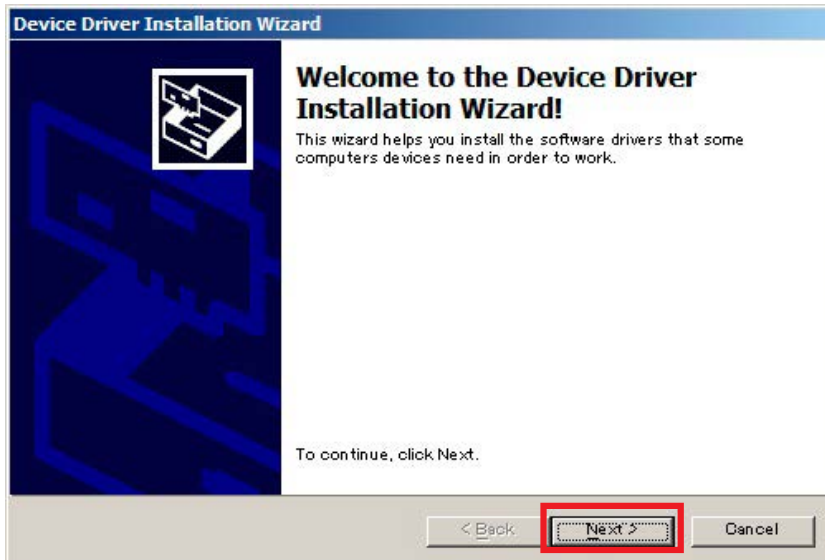 Device Driver Installation Wizard
Welcome to the Device Driver
Installation Wizard!
This wizard helps you install the software drivers that some
computers devices need in order to work.
To continue, click Next.
< Back
Next >
Cancel